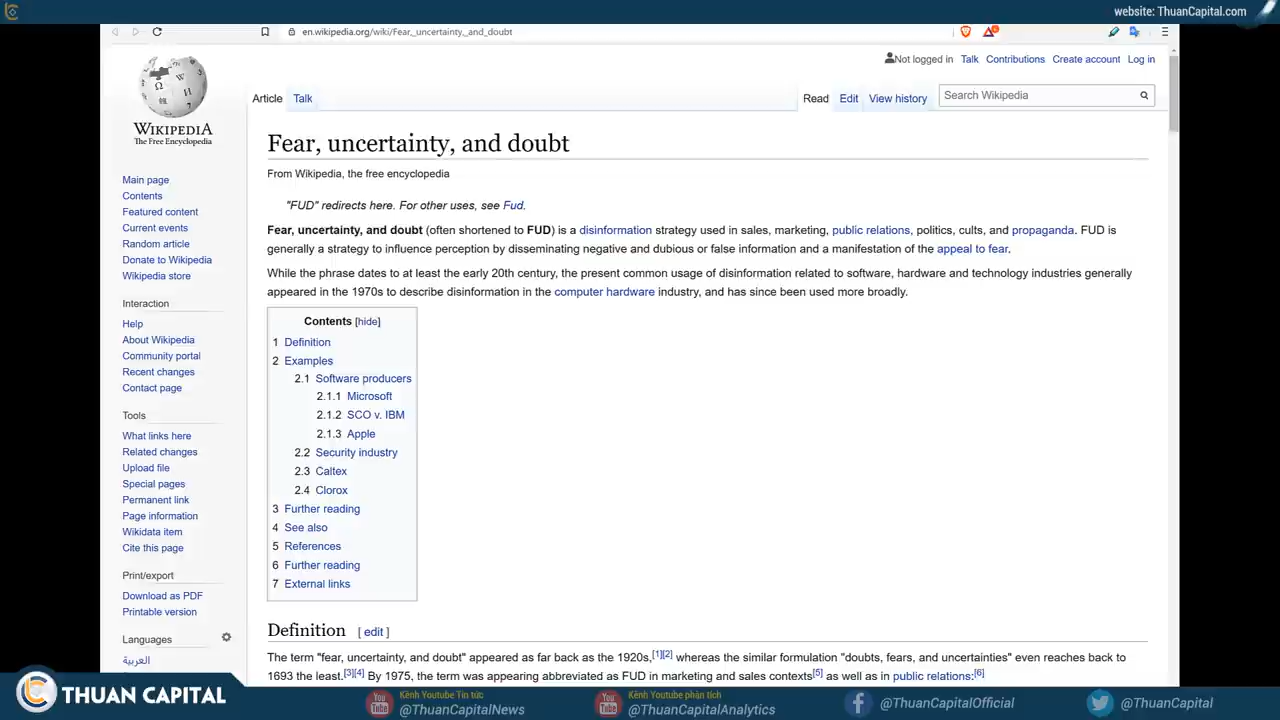 website: ThuanCapital.com
en.wikipedia.org/wiki/Fear,_uncertainty,_and_doubt
Not logged in Talk Contributions Create account Log in
WIKIPEDIA
The Free Encyclopedia
Article Talk Read Edit View history Search Wikipedia
Main page
Contents
Featured content
Current events
Random article
Donate to Wikipedia
Wikipedia store
Interaction
Help
About Wikipedia
Community portal
Recent changes
Contact page
Tools
What links here
Related changes
Upload file
Special pages
Permanent link
Page information
Wikidata item
Cite this page
Print/export
Download as PDF
Printable version
Languages
العربية
Fear, uncertainty, and doubt
From Wikipedia, the free encyclopedia
"FUD" redirects here. For other uses, see Fud.
Fear, uncertainty, and doubt (often shortened to FUD) is a disinformation strategy used in sales, marketing, public relations, politics, cults, and propaganda. FUD is
generally a strategy to influence perception by disseminating negative and dubious or false information and a manifestation of the appeal to fear.
While the phrase dates to at least the early 20th century, the present common usage of disinformation related to software, hardware and technology industries generally
appeared in the 1970s to describe disinformation in the computer hardware industry, and has since been used more broadly.
Contents [hide]
1 Definition
2 Examples
2.1 Software producers
2.1.1 Microsoft
2.1.2 SCO v. IBM
2.1.3 Apple
2.2 Security industry
2.3 Caltex
2.4 Clorox
3 Further reading
4 See also
5 References
6 Further reading
7 External links
Definition [ edit ]
The term "fear, uncertainty, and doubt" appeared as far back as the 1920s,[1][2] whereas the similar formulation "doubts, fears, and uncertainties" even reaches back to
1693 the least.[3][4] By 1975, the term was appearing abbreviated as FUD in marketing and sales contexts[5] as well as in public relations:[6]
THUAN CAPITAL
Kênh Youtube Tin tức
@ThuanCapitalNews
Kênh Youtube phân tích
@ThuanCapitalAnalytics
@ThuanCapitalOfficial
@ThuanCapital